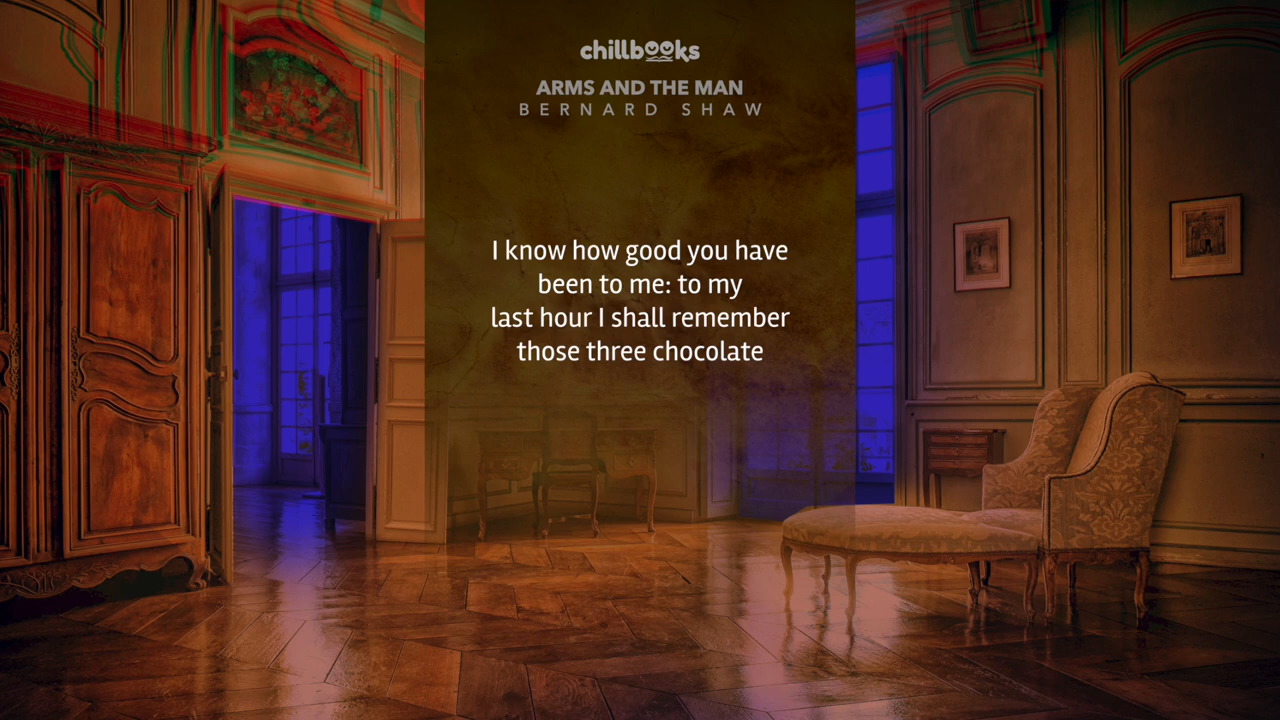 chillbooks
ARMS AND THE MAN
BERNARD SHAW
I know how good you have
been to me: to my
last hour I shall remember
those three chocolate